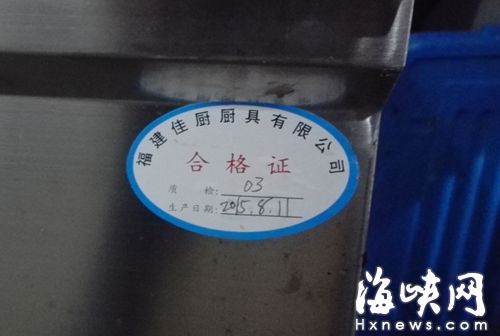 福建佳厨厨具有限公司
合格证
质 检: 03
生产日期: 2015.8.11
海峡网
Hxnews.com